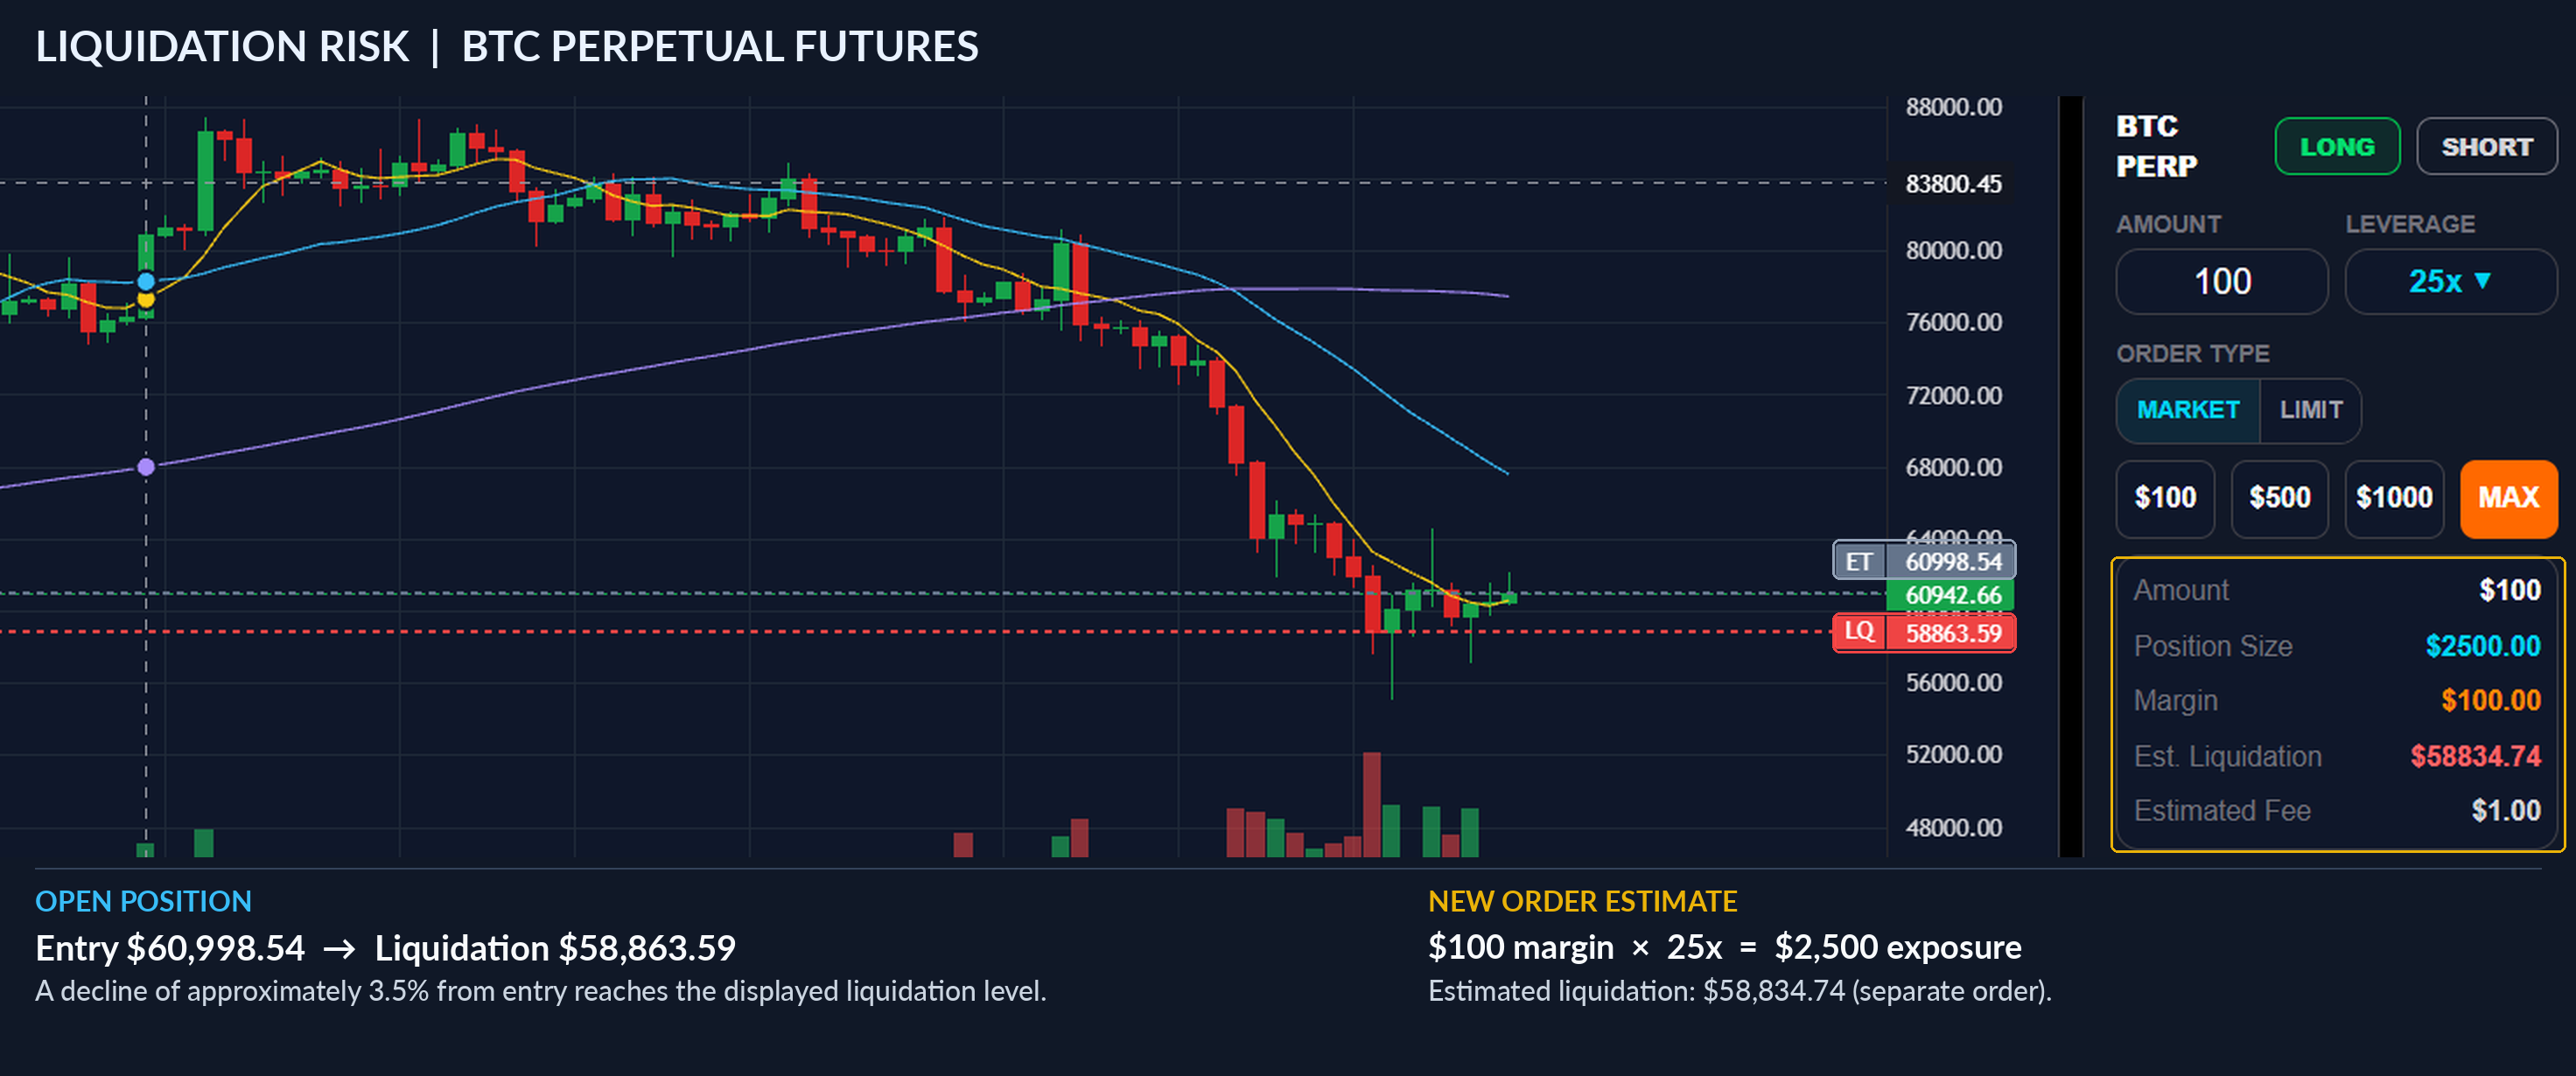 LIQUIDATION RISK | BTC PERPETUAL FUTURES
88000.00
83800.45
80000.00
76000.00
72000.00
68000.00
64000.00
ET 60998.54
60942.66
LQ 58863.59
56000.00
52000.00
48000.00
BTC
PERP
LONG SHORT
AMOUNT LEVERAGE
100 25x ▼
ORDER TYPE
MARKET LIMIT
$100 $500 $1000 MAX
Amount $100
Position Size $2500.00
Margin $100.00
Est. Liquidation $58834.74
Estimated Fee $1.00
OPEN POSITION
Entry $60,998.54 → Liquidation $58,863.59
A decline of approximately 3.5% from entry reaches the displayed liquidation level.
NEW ORDER ESTIMATE
$100 margin × 25x = $2,500 exposure
Estimated liquidation: $58,834.74 (separate order).